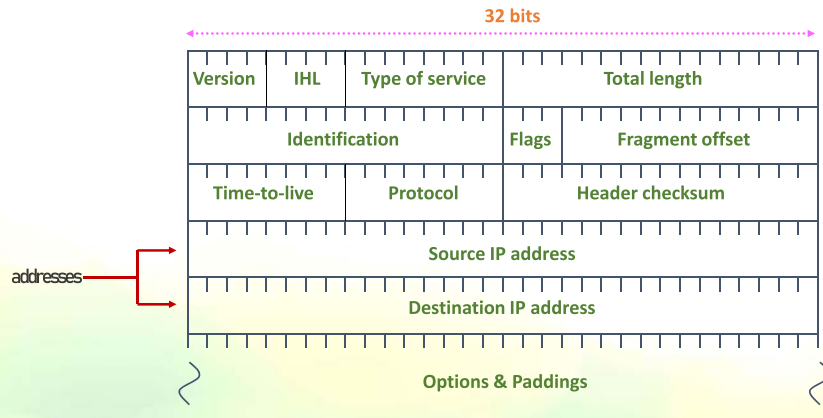 32 bits
Version IHL Type of service Total length
Identification Flags Fragment offset
Time-to-live Protocol Header checksum
Source IP address
addresses
Destination IP address
Options & Paddings